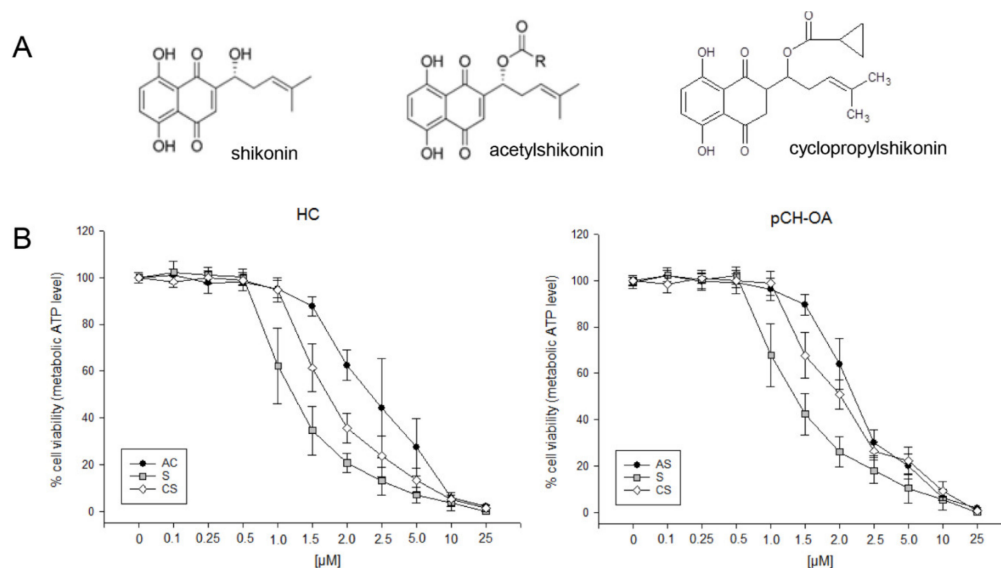 A
OH O OH
OH O
shikonin
O
R
O
OH O
OH O
acetylshikonin
O
O
OH O
CH₃
CH₃
OH O
cyclopropylshikonin
B
HC
% cell viability (metabolic ATP level)
120
100
80
60
40
20
0
AC
S
CS
0 0.1 0.25 0.5 1.0 1.5 2.0 2.5 5.0 10 25
[µM]
pCH-OA
% cell viability (metabolic ATP level)
120
100
80
60
40
20
0
AS
S
CS
0 0.1 0.25 0.5 1.0 1.5 2.0 2.5 5.0 10 25
[µM]